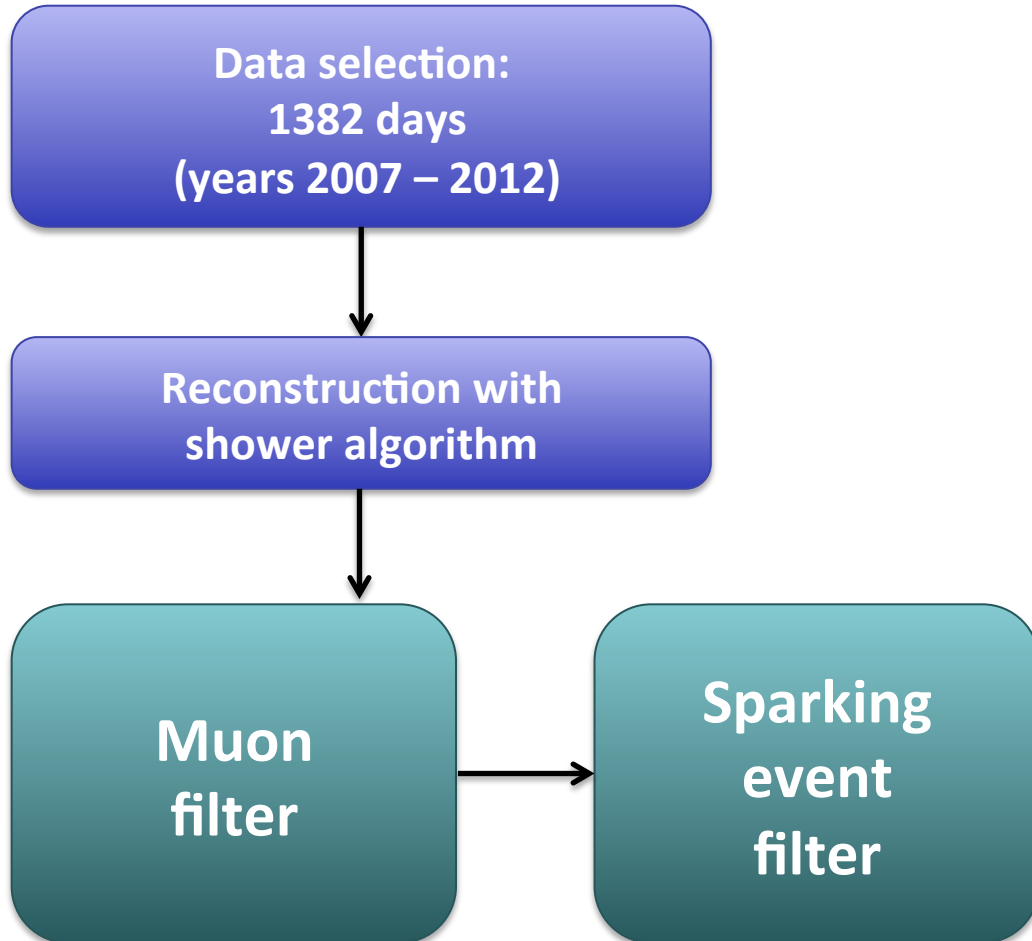 Data selection:
1382 days
(years 2007 – 2012)
Reconstruction with
shower algorithm
Muon
filter
Sparking
event
filter